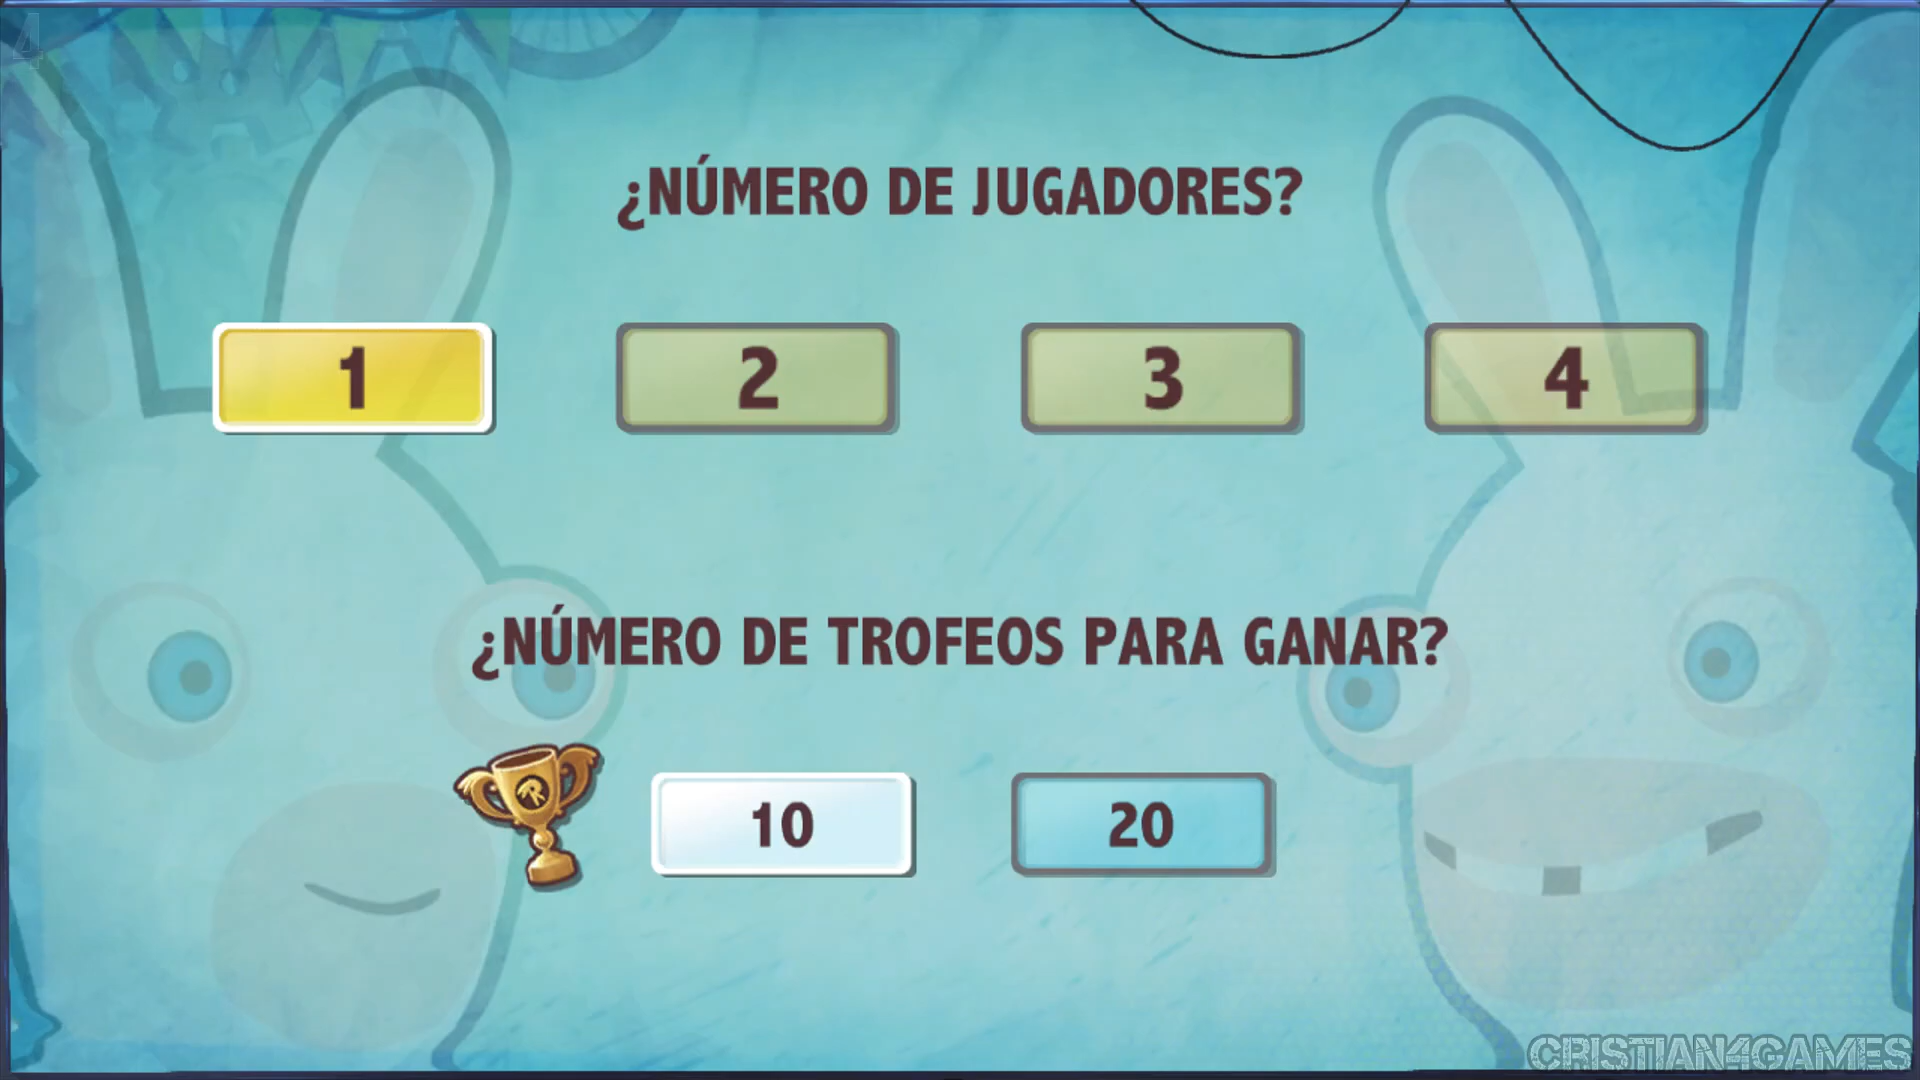 ¿NÚMERO DE JUGADORES?
1 2 3 4
¿NÚMERO DE TROFEOS PARA GANAR?
R 10 20
CRISTIAN4GAMES